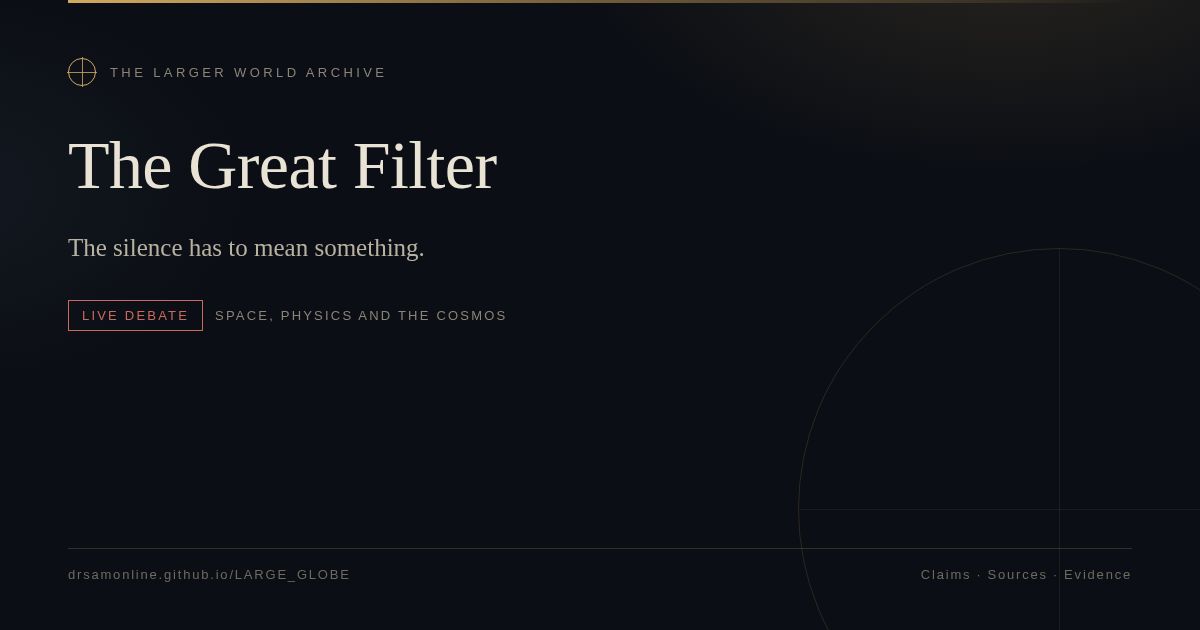 THE LARGER WORLD ARCHIVE
The Great Filter
The silence has to mean something.
LIVE DEBATE SPACE, PHYSICS AND THE COSMOS
drsamonline.github.io/LARGE_GLOBE
Claims · Sources · Evidence